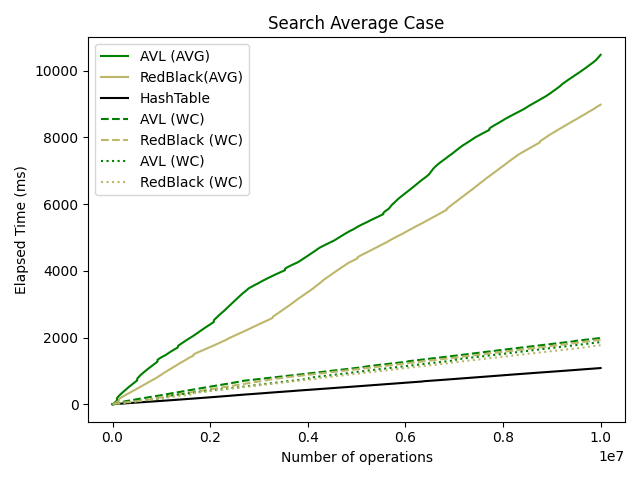 Search Average Case
AVL (AVG)
RedBlack(AVG)
HashTable
AVL (WC)
RedBlack (WC)
AVL (WC)
RedBlack (WC)
Elapsed Time (ms)
10000
8000
6000
4000
2000
0
0.0
0.2
0.4
0.6
0.8
1.0
1e7
Number of operations